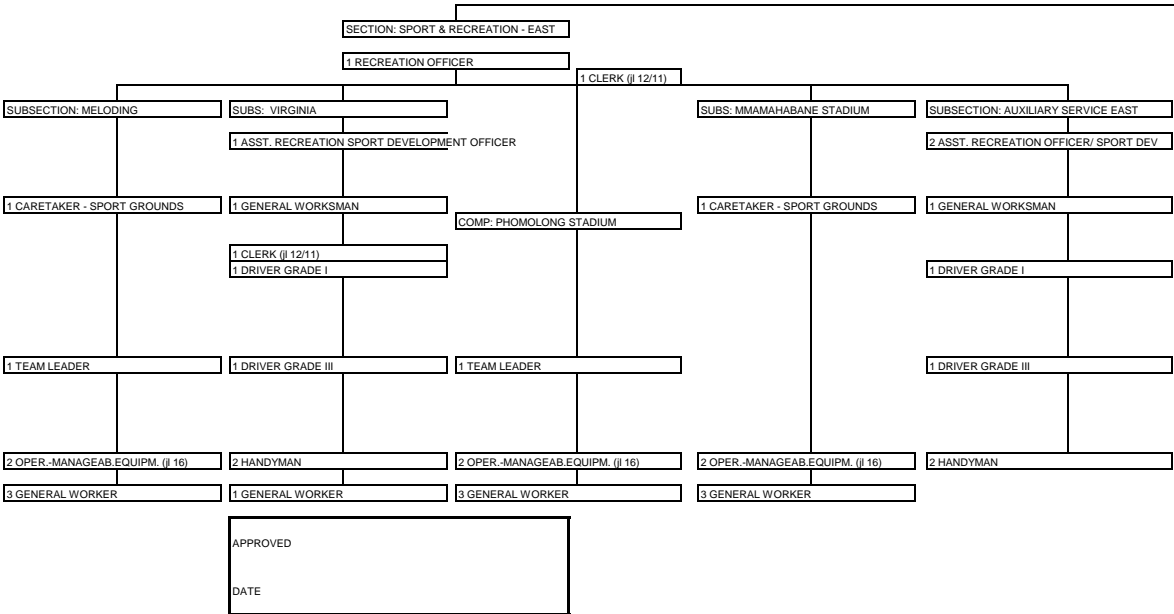 SECTION: SPORT & RECREATION - EAST
1 RECREATION OFFICER
1 CLERK (jl 12/11)
SUBSECTION: MELODING
SUBS: VIRGINIA
SUBS: MMAMAHABANE STADIUM
SUBSECTION: AUXILIARY SERVICE EAST
1 ASST. RECREATION SPORT DEVELOPMENT OFFICER
2 ASST. RECREATION OFFICER/ SPORT DEV
1 CARETAKER - SPORT GROUNDS
1 GENERAL WORKSMAN
1 CARETAKER - SPORT GROUNDS
1 GENERAL WORKSMAN
COMP: PHOMOLONG STADIUM
1 CLERK (jl 12/11)
1 DRIVER GRADE I
1 DRIVER GRADE I
1 TEAM LEADER
1 DRIVER GRADE III
1 TEAM LEADER
1 DRIVER GRADE III
2 OPER.-MANAGEAB.EQUIPM. (jl 16)
2 HANDYMAN
2 OPER.-MANAGEAB.EQUIPM. (jl 16)
2 OPER.-MANAGEAB.EQUIPM. (jl 16)
2 HANDYMAN
3 GENERAL WORKER
1 GENERAL WORKER
3 GENERAL WORKER
3 GENERAL WORKER
APPROVED
DATE